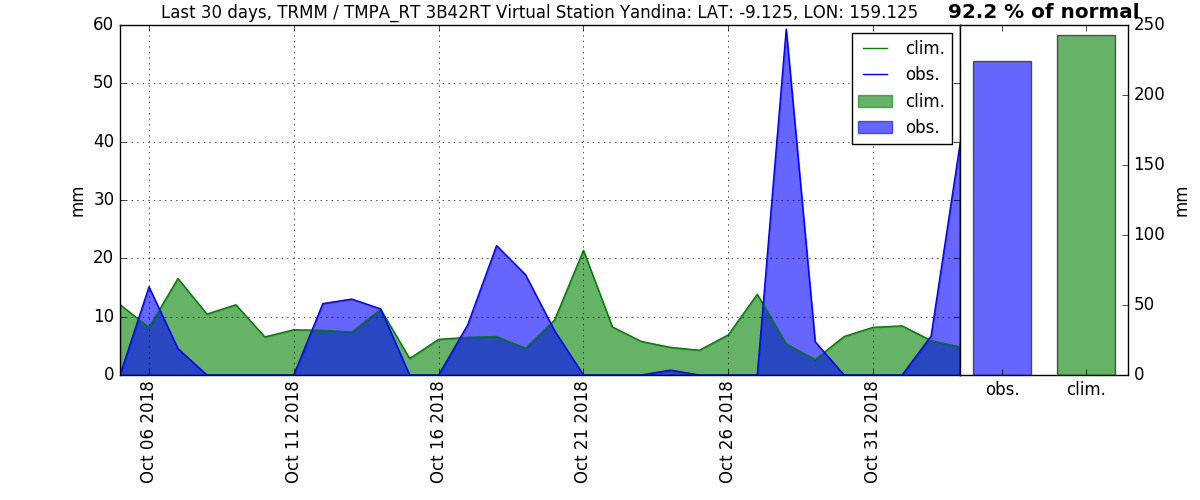 Last 30 days, TRMM / TMPA_RT 3B42RT Virtual Station Yandina: LAT: -9.125, LON: 159.125
92.2 % of normal
60
50
40
30
20
10
0
mm
clim.
obs.
clim.
obs.
Oct 06 2018
Oct 11 2018
Oct 16 2018
Oct 21 2018
Oct 26 2018
Oct 31 2018
250
200
150
100
50
0
mm
obs.
clim.